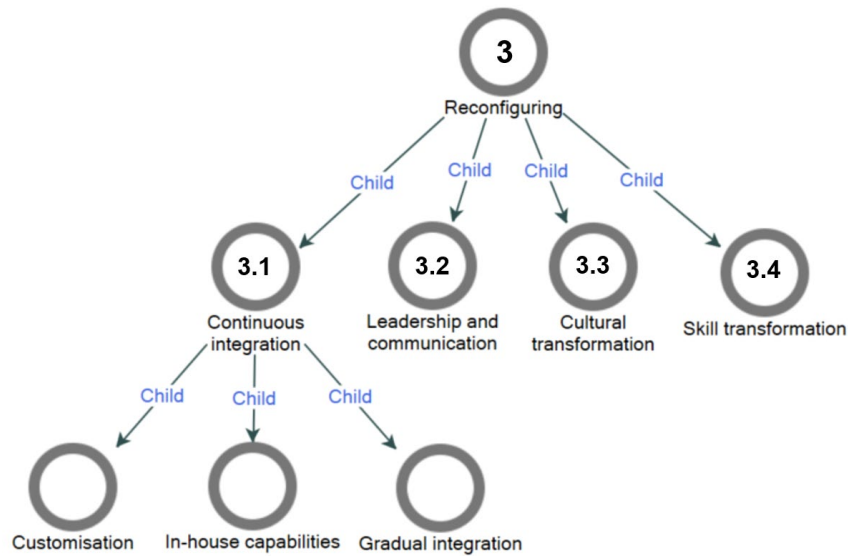 3
Reconfiguring
Child
Child
Child
Child
3.1
3.2
3.3
3.4
Continuous
integration
Leadership and
communication
Cultural
transformation
Skill transformation
Child
Child
Child
Customisation
In-house capabilities
Gradual integration